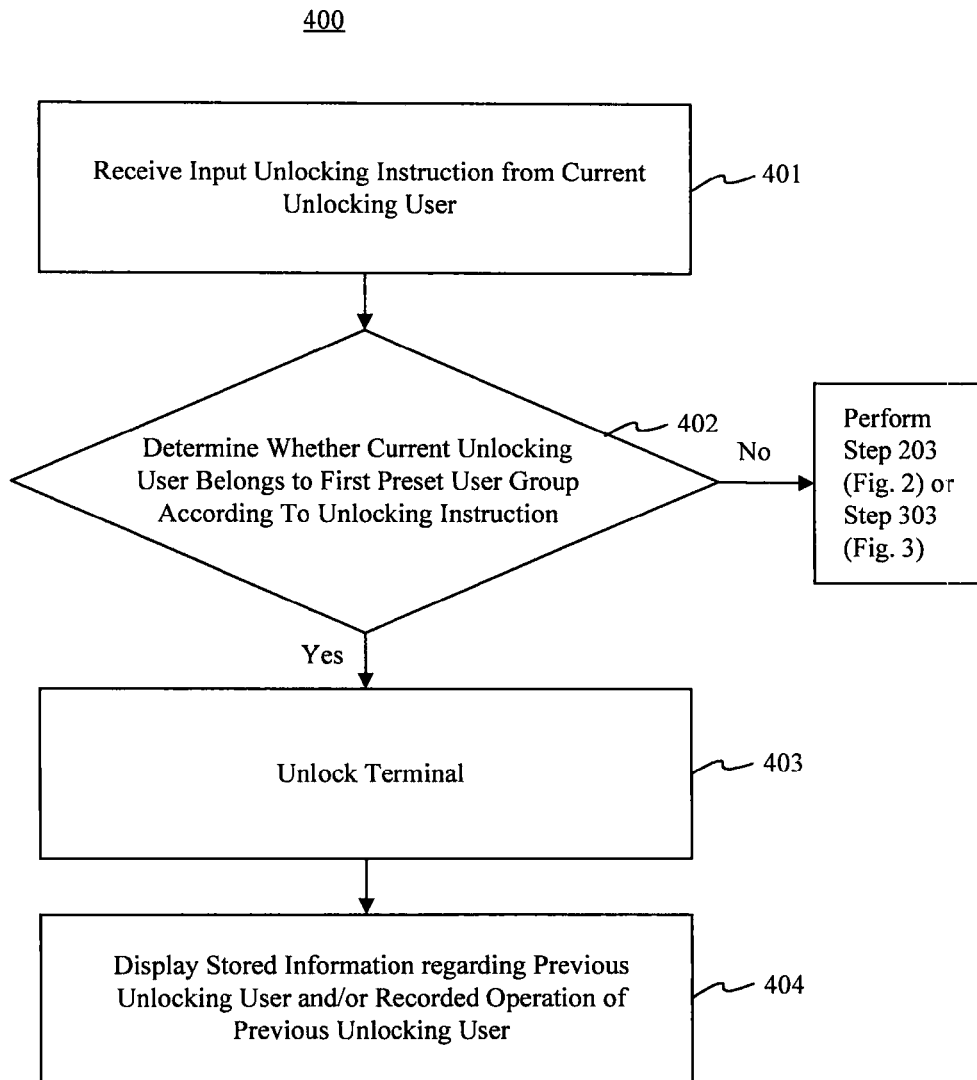 400
Receive Input Unlocking Instruction from Current
Unlocking User
401
402
Determine Whether Current Unlocking
User Belongs to First Preset User Group
According To Unlocking Instruction
No
Perform
Step 203
(Fig. 2) or
Step 303
(Fig. 3)
Yes
Unlock Terminal
403
Display Stored Information regarding Previous
Unlocking User and/or Recorded Operation of
Previous Unlocking User
404